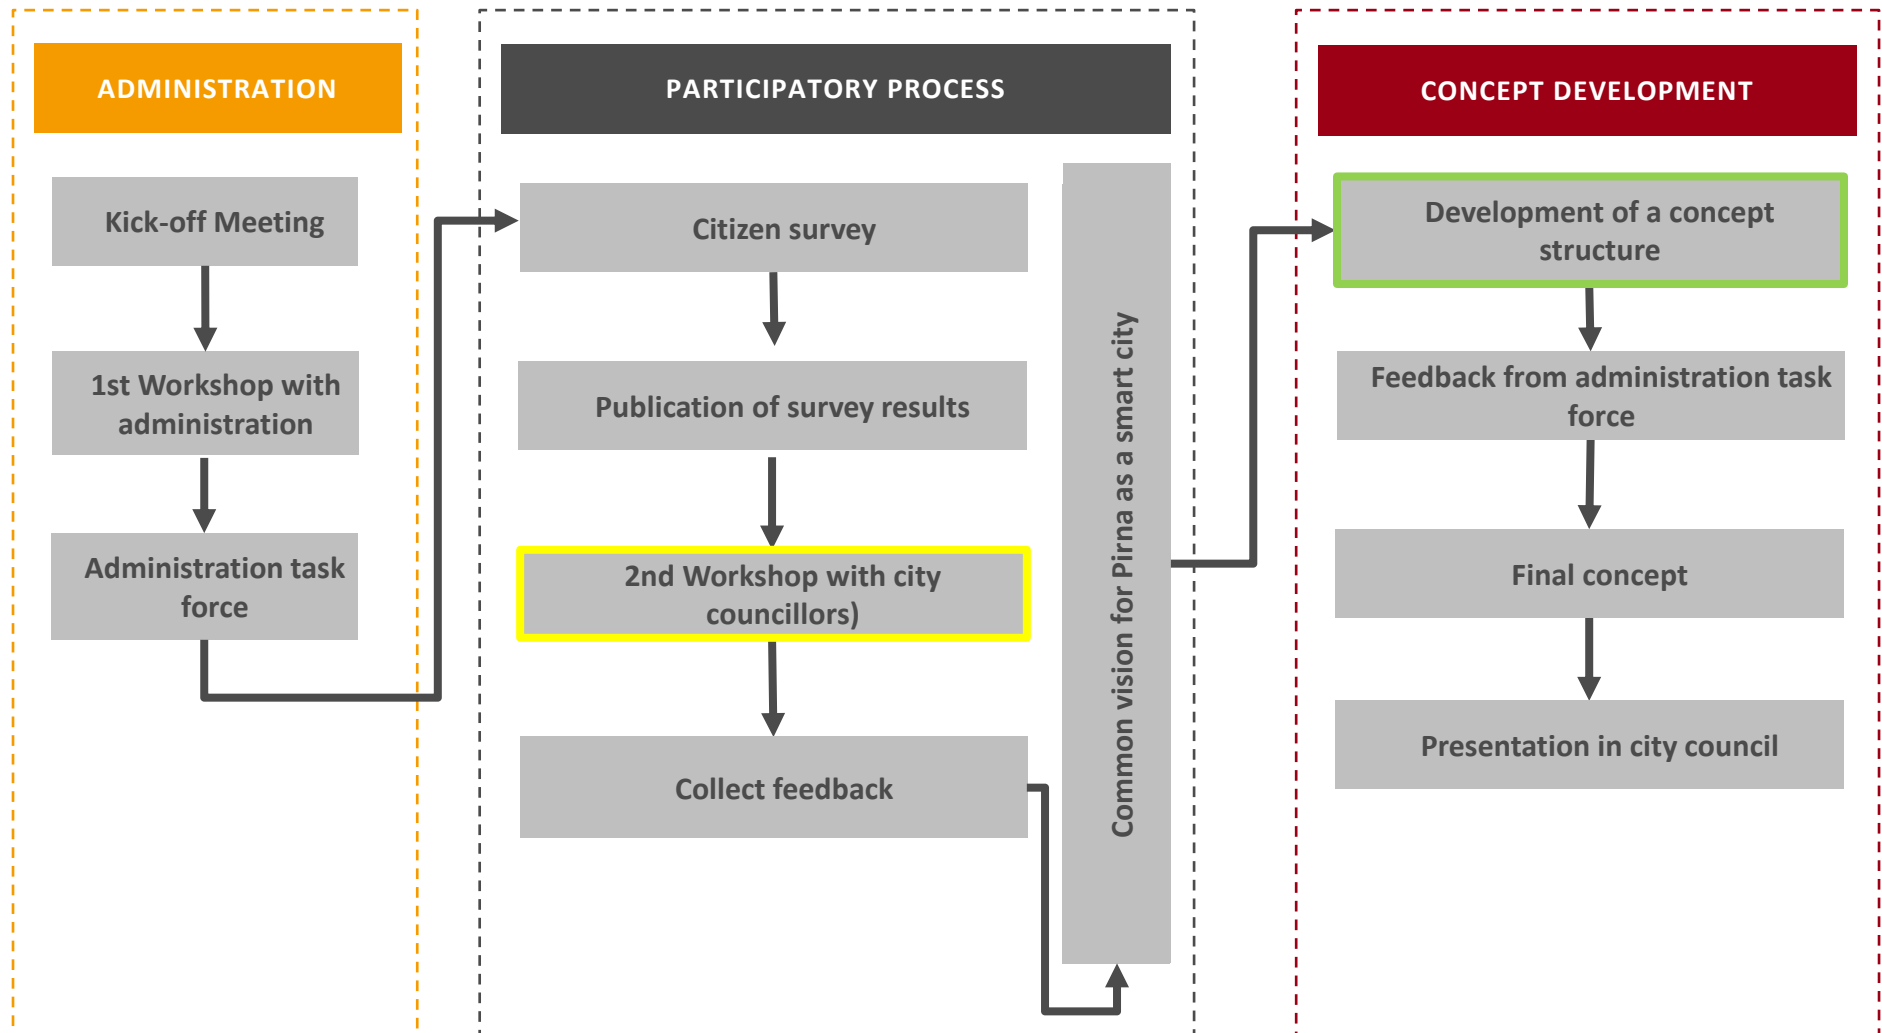 ADMINISTRATION
Kick-off Meeting
1st Workshop with
administration
Administration task
force
PARTICIPATORY PROCESS
Citizen survey
Publication of survey results
2nd Workshop with city
councillors)
Collect feedback
Common vision for Pirna as a smart city
CONCEPT DEVELOPMENT
Development of a concept
structure
Feedback from administration task
force
Final concept
Presentation in city council